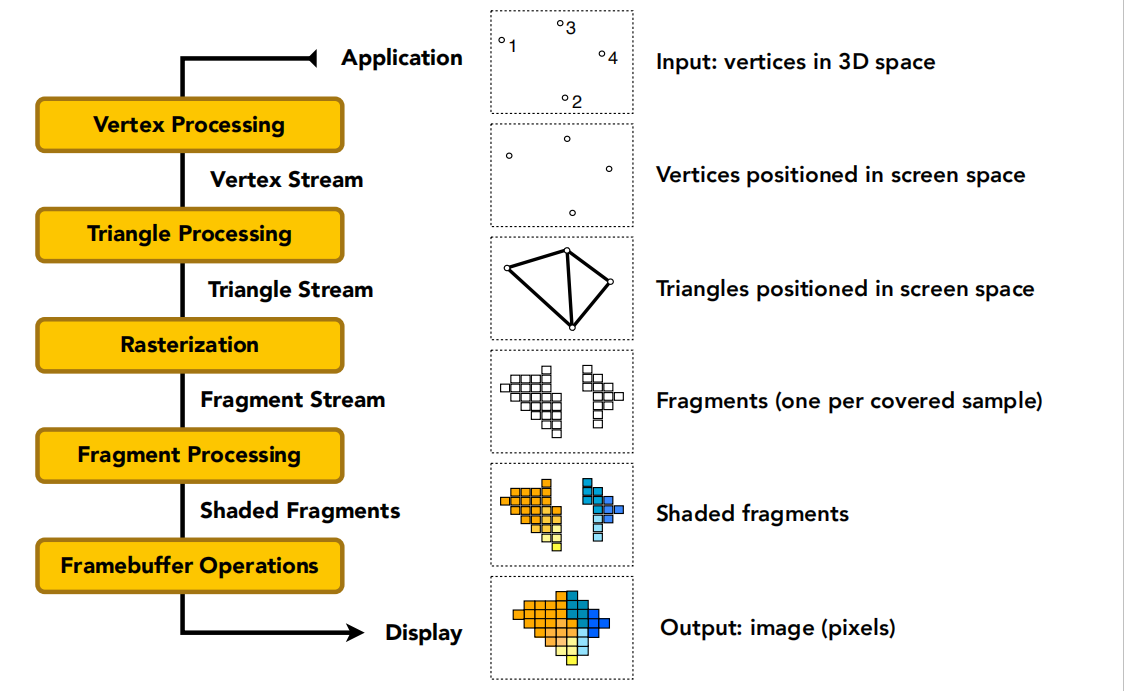 Application
1
3
4
2
Input: vertices in 3D space
Vertex Processing
Vertex Stream
Vertices positioned in screen space
Triangle Processing
Triangle Stream
Triangles positioned in screen space
Rasterization
Fragment Stream
Fragments (one per covered sample)
Fragment Processing
Shaded Fragments
Shaded fragments
Framebuffer Operations
Display
Output: image (pixels)